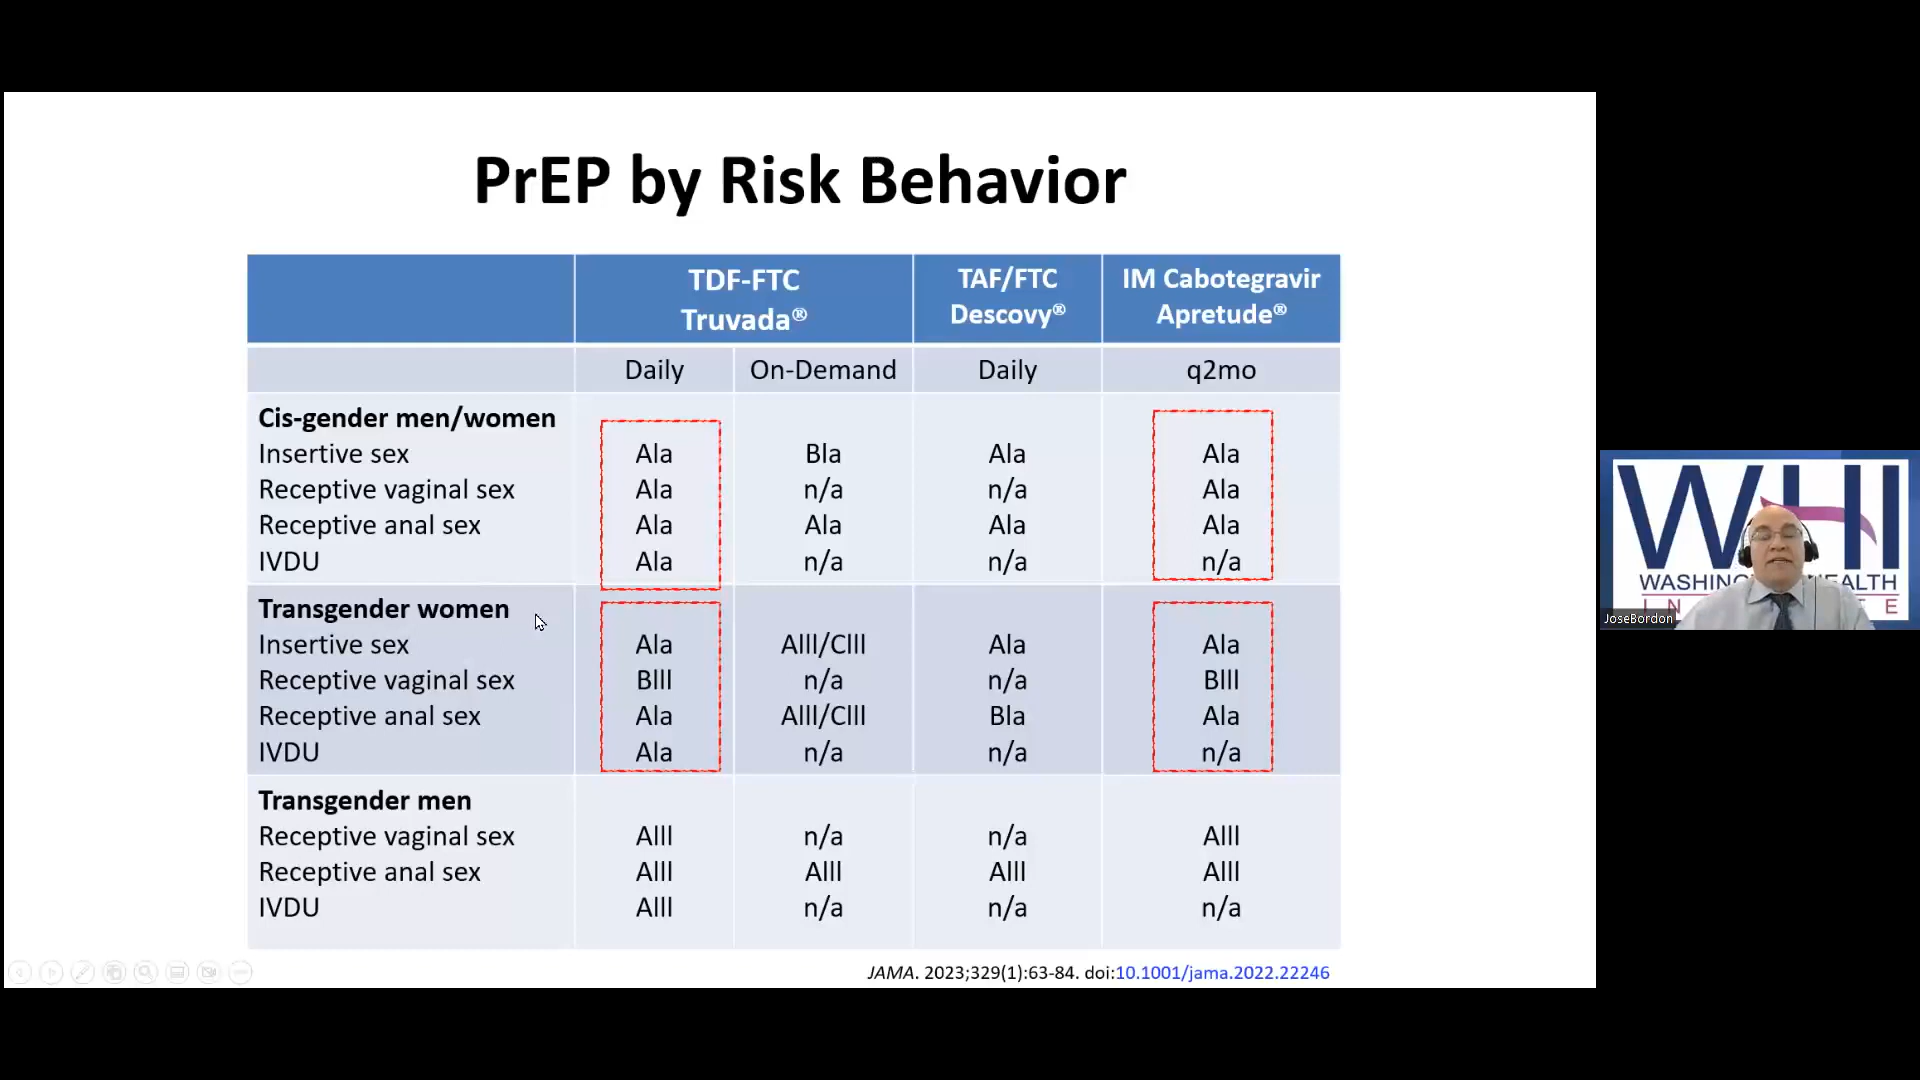 PrEP by Risk Behavior
TDF-FTC Truvada® TAF/FTC Descovy® IM Cabotegravir Apretude®
Daily On-Demand Daily q2mo
Cis-gender men/women
Insertive sex AIa BIa AIa AIa
Receptive vaginal sex AIa n/a n/a AIa
Receptive anal sex AIa AIa AIa AIa
IVDU AIa n/a n/a n/a
Transgender women
Insertive sex AIa AIII/CIII AIa AIa
Receptive vaginal sex BIII n/a n/a BIII
Receptive anal sex AIa AIII/CIII BIa AIa
IVDU AIa n/a n/a n/a
Transgender men
Receptive vaginal sex AIII n/a n/a AIII
Receptive anal sex AIII AIII AIII AIII
IVDU AIII n/a n/a n/a
JAMA. 2023;329(1):63-84. doi:10.1001/jama.2022.22246
WHI
JoseBordon